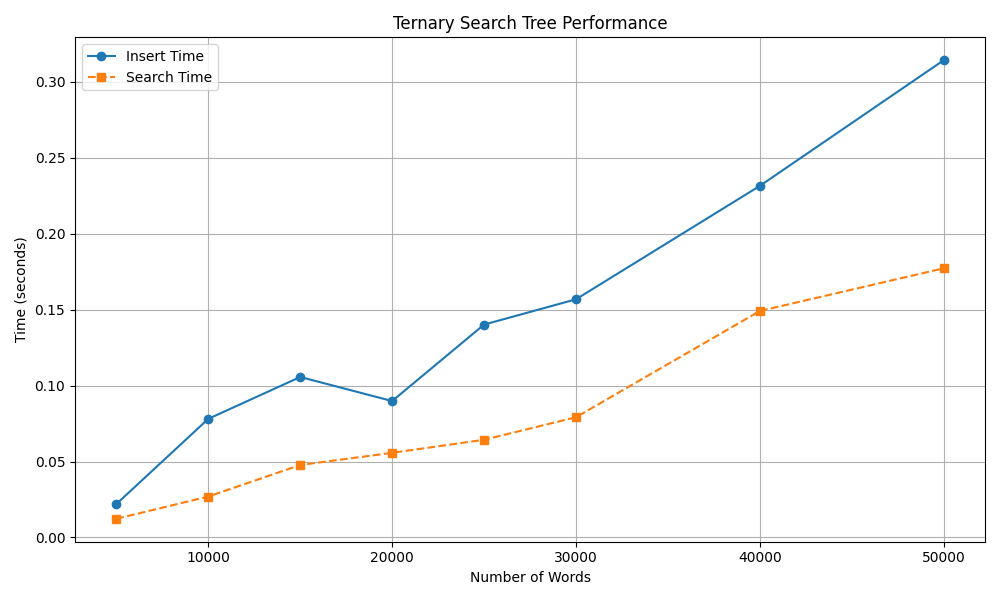 Ternary Search Tree Performance
Insert Time
Search Time
Time (seconds)
0.30
0.25
0.20
0.15
0.10
0.05
0.00
10000 20000 30000 40000 50000
Number of Words